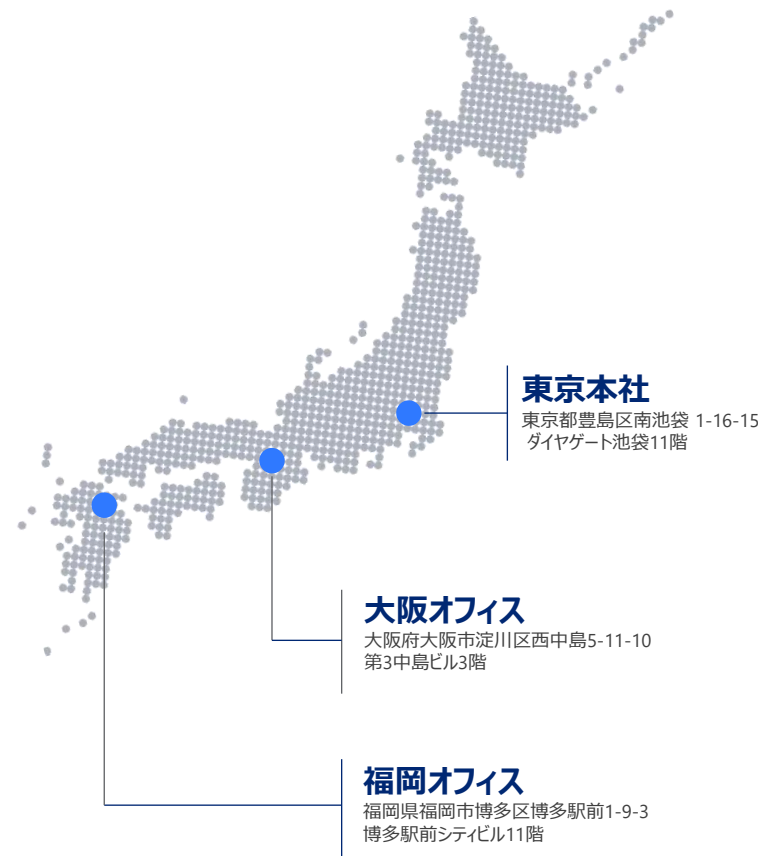 東京本社
東京都豊島区南池袋 1-16-15
ダイヤゲート池袋11階
大阪オフィス
大阪府大阪市淀川区西中島5-11-10
第3中島ビル3階
福岡オフィス
福岡県福岡市博多区博多駅前1-9-3
博多駅前シティビル11階